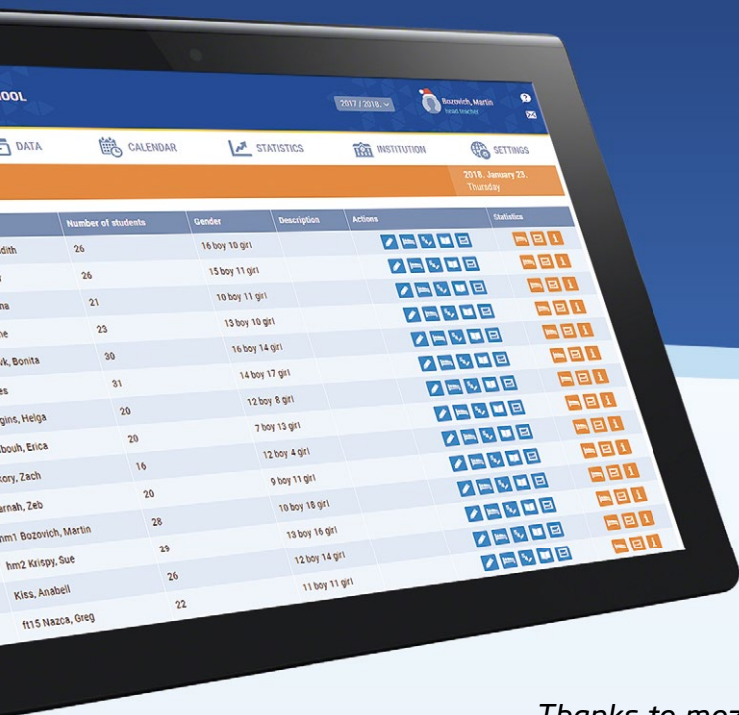 OOL 2017 / 2018. Bozovich, Martin
head teacher
DATA CALENDAR STATISTICS INSTITUTION SETTINGS
2018. January 23.
Thursday
Number of students Gender Description Actions Statistics
dith 26 16 boy 10 girl
26 15 boy 11 girl
na 21 10 boy 11 girl
ne 23 13 boy 10 girl
vk, Bonita 30 16 boy 14 girl
es 31 14 boy 17 girl
gins, Helga 20 12 boy 8 girl
bouh, Erica 20 7 boy 13 girl
kory, Zach 16 12 boy 4 girl
arnah, Zeb 20 9 boy 11 girl
hm1 Bozovich, Martin 28 10 boy 18 girl
hm2 Krispy, Sue 29 13 boy 16 girl
Kiss, Anabell 26 12 boy 14 girl
ft15 Nazca, Greg 22 11 boy 11 girl
Thanks to